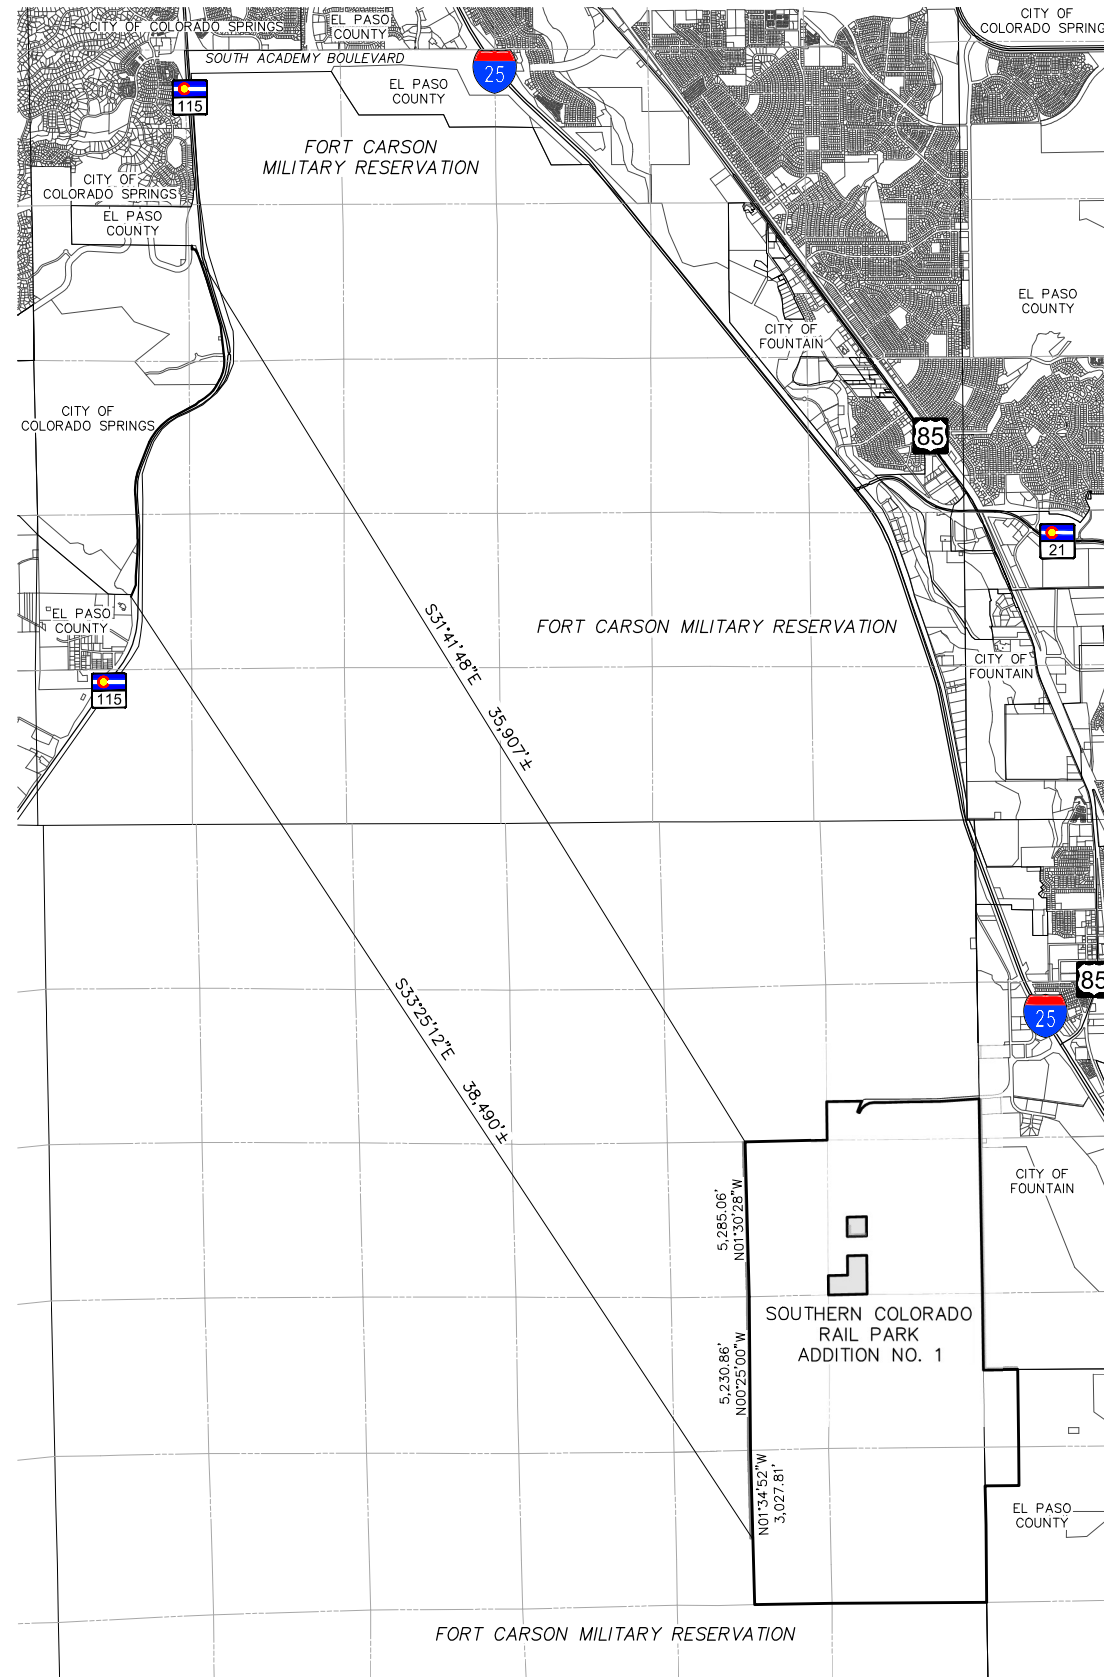 CITY OF COLORADO SPRINGS
EL PASO
COUNTY
CITY OF
COLORADO SPRING
SOUTH ACADEMY BOULEVARD
25
EL PASO
COUNTY
115
FORT CARSON
MILITARY RESERVATION
CITY OF
COLORADO SPRINGS
EL PASO
COUNTY
EL PASO
COUNTY
CITY OF
FOUNTAIN
CITY OF
COLORADO SPRINGS
85
21
EL PASO
COUNTY
S31°41'48"E
35,907'±
FORT CARSON MILITARY RESERVATION
CITY OF
FOUNTAIN
115
S33°25'12"E
38,490'±
85
25
5,285.06'
N01°30'28"W
CITY OF
FOUNTAIN
SOUTHERN COLORADO
RAIL PARK
ADDITION NO. 1
5,230.86'
N00°25'00"W
N01°34'52"W
3,027.81'
EL PASO
COUNTY
FORT CARSON MILITARY RESERVATION